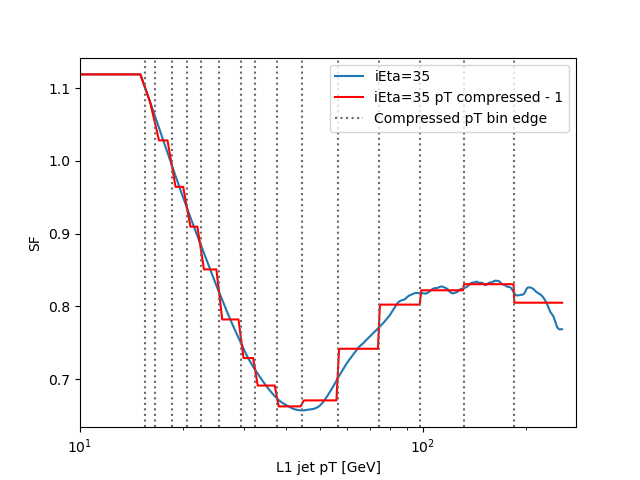 iEta=35
iEta=35 pT compressed - 1
Compressed pT bin edge
SF
1.1
1.0
0.9
0.8
0.7
10¹
10²
L1 jet pT [GeV]